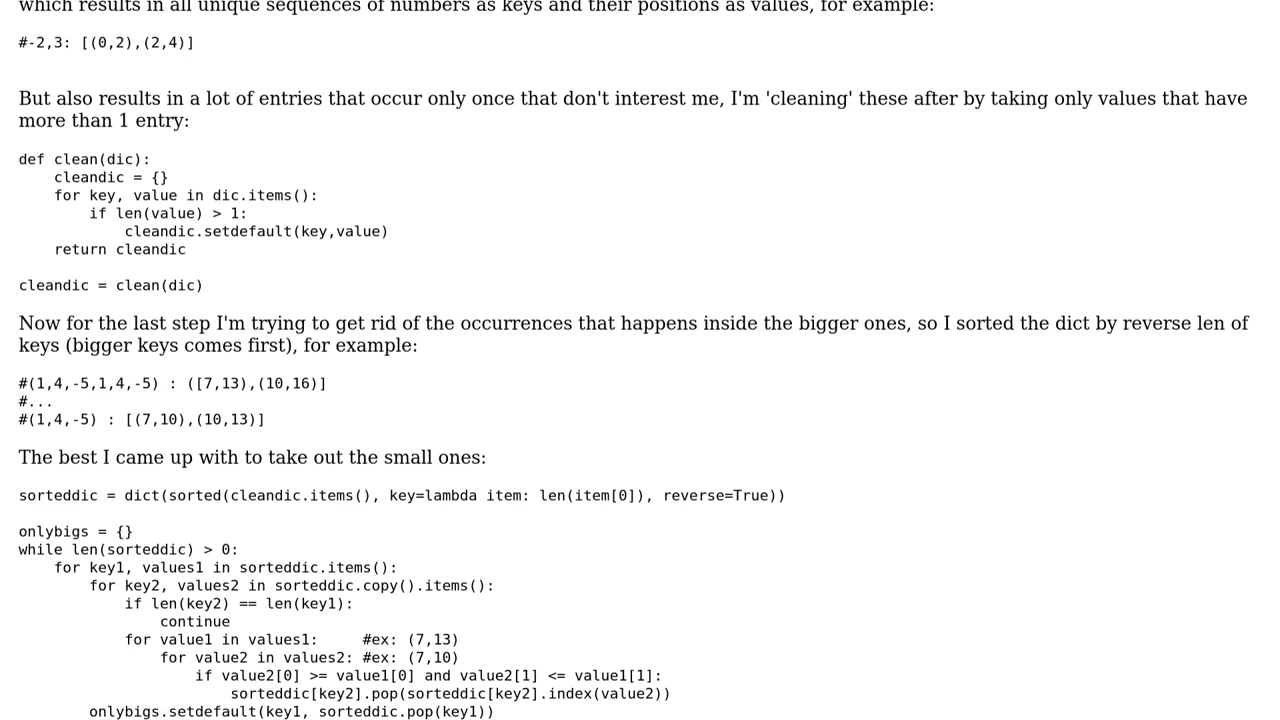 which results in all unique sequences of numbers as keys and their positions as values, for example:
#-2,3: [(0,2),(2,4)]
But also results in a lot of entries that occur only once that don't interest me, I'm 'cleaning' these after by taking only values that have
more than 1 entry:
def clean(dic):
    cleandic = {}
    for key, value in dic.items():
        if len(value) > 1:
            cleandic.setdefault(key,value)
    return cleandic
cleandic = clean(dic)
Now for the last step I'm trying to get rid of the occurrences that happens inside the bigger ones, so I sorted the dict by reverse len of
keys (bigger keys comes first), for example:
#(1,4,-5,1,4,-5) : ([7,13),(10,16)]
#...
#(1,4,-5) : [(7,10),(10,13)]
The best I came up with to take out the small ones:
sorteddic = dict(sorted(cleandic.items(), key=lambda item: len(item[0]), reverse=True))
onlybigs = {}
while len(sorteddic) > 0:
    for key1, values1 in sorteddic.items():
        for key2, values2 in sorteddic.copy().items():
            if len(key2) == len(key1):
                continue
            for value1 in values1:     #ex: (7,13)
                for value2 in values2: #ex: (7,10)
                    if value2[0] >= value1[0] and value2[1] <= value1[1]:
                        sorteddic[key2].pop(sorteddic[key2].index(value2))
        onlybigs.setdefault(key1, sorteddic.pop(key1))